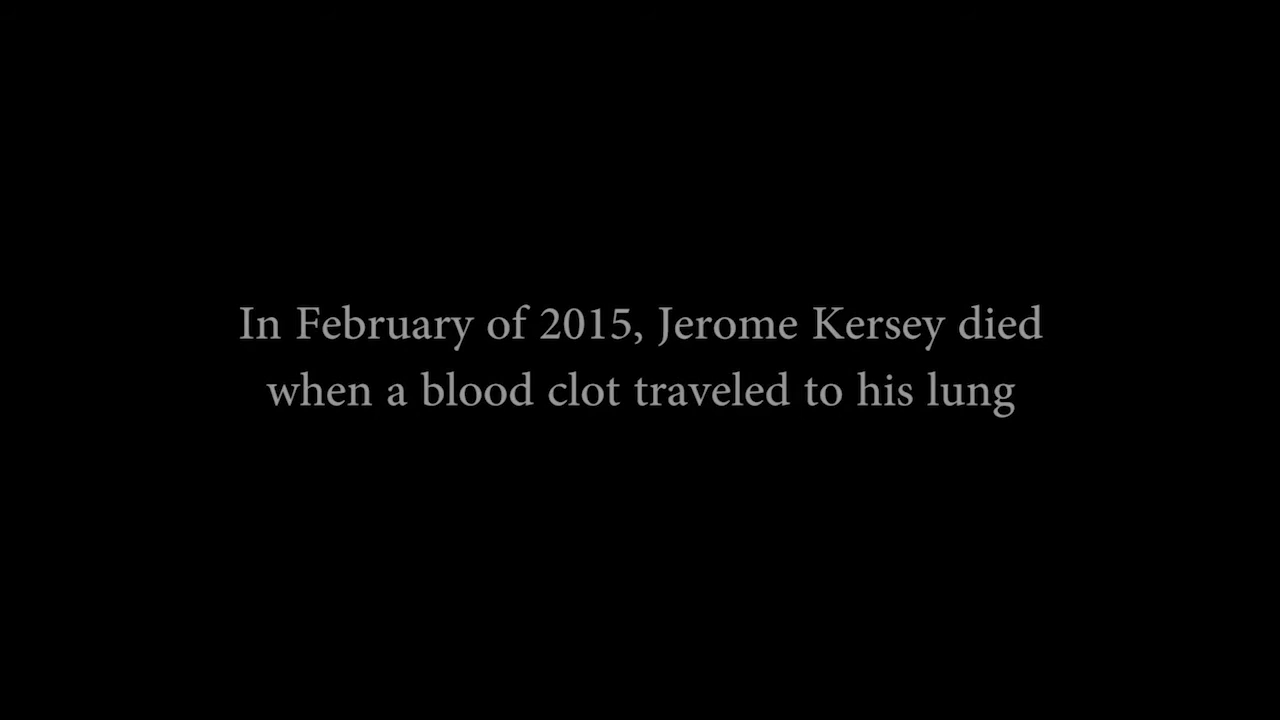 In February of 2015, Jerome Kersey died
when a blood clot traveled to his lung